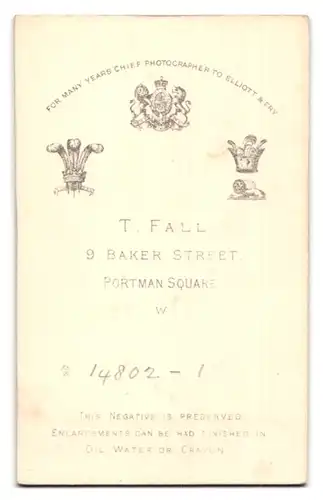 FOR MANY YEARS CHIEF PHOTOGRAPHER TO ELLIOTT & FRY
T. FALL
9 BAKER STREET.
PORTMAN SQUARE
W
14802-1
THIS NEGATIVE IS PRESERVED
ENLARGEMENTS CAN BE HAD FINISHED IN
OIL WATER OR CRAYON.